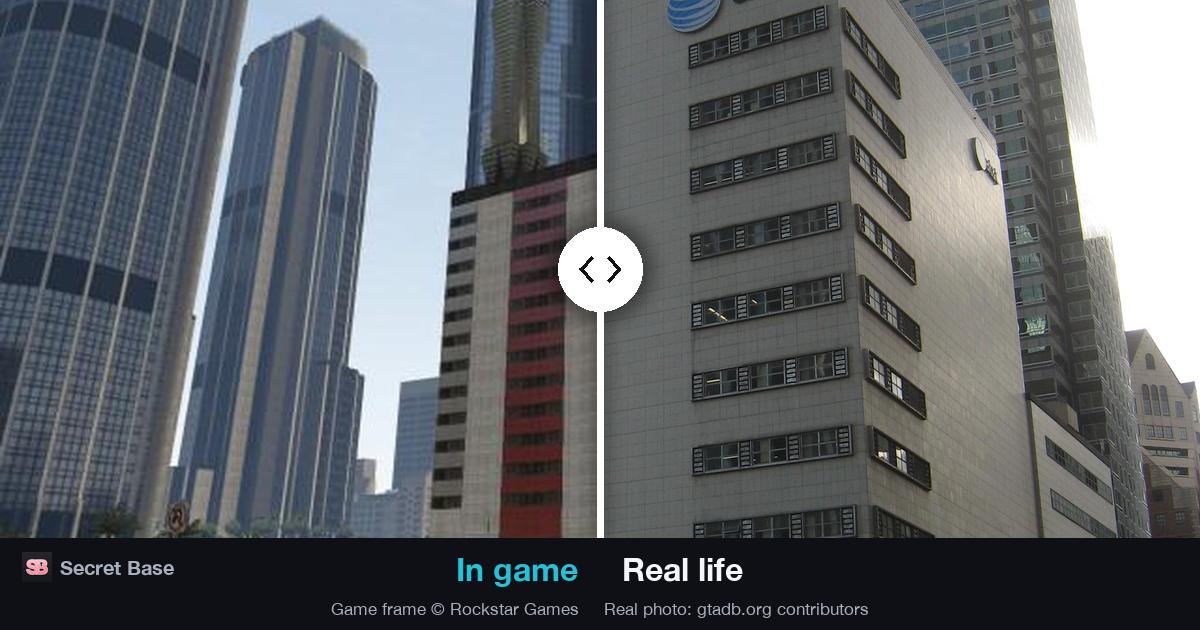 SB Secret Base
In game
Real life
Game frame © Rockstar Games
Real photo: gtadb.org contributors